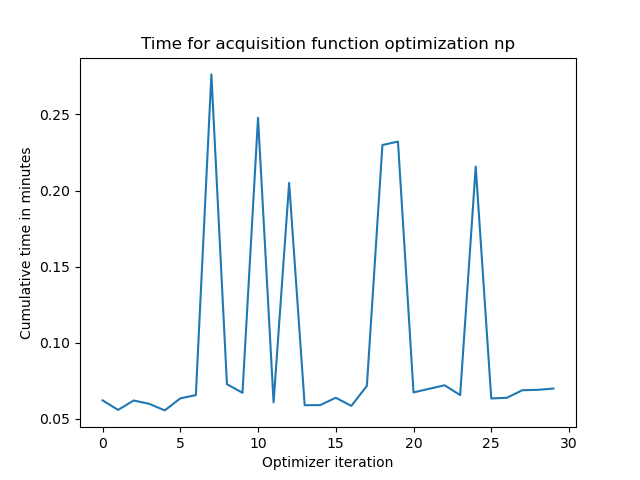 Time for acquisition function optimization np
Cumulative time in minutes
0.25
0.20
0.15
0.10
0.05
0 5 10 15 20 25 30
Optimizer iteration